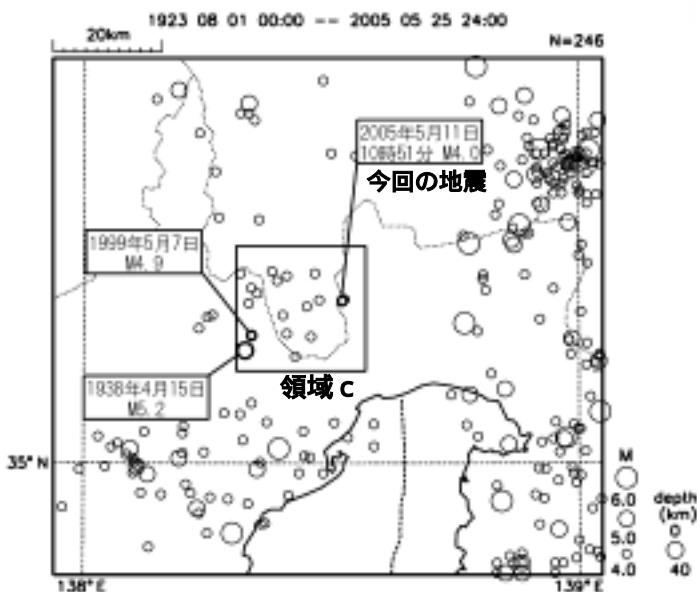 1923 08 01 00:00 -- 2005 05 25 24:00
20km
N=246
2005年5月11日
10時51分 M4.0
今回の地震
1999年5月7日
M4.9
1938年4月15日
M5.2
領域 c
35°N
M
6.0
5.0
4.0
depth
(km)
0
40
138°E
139°E